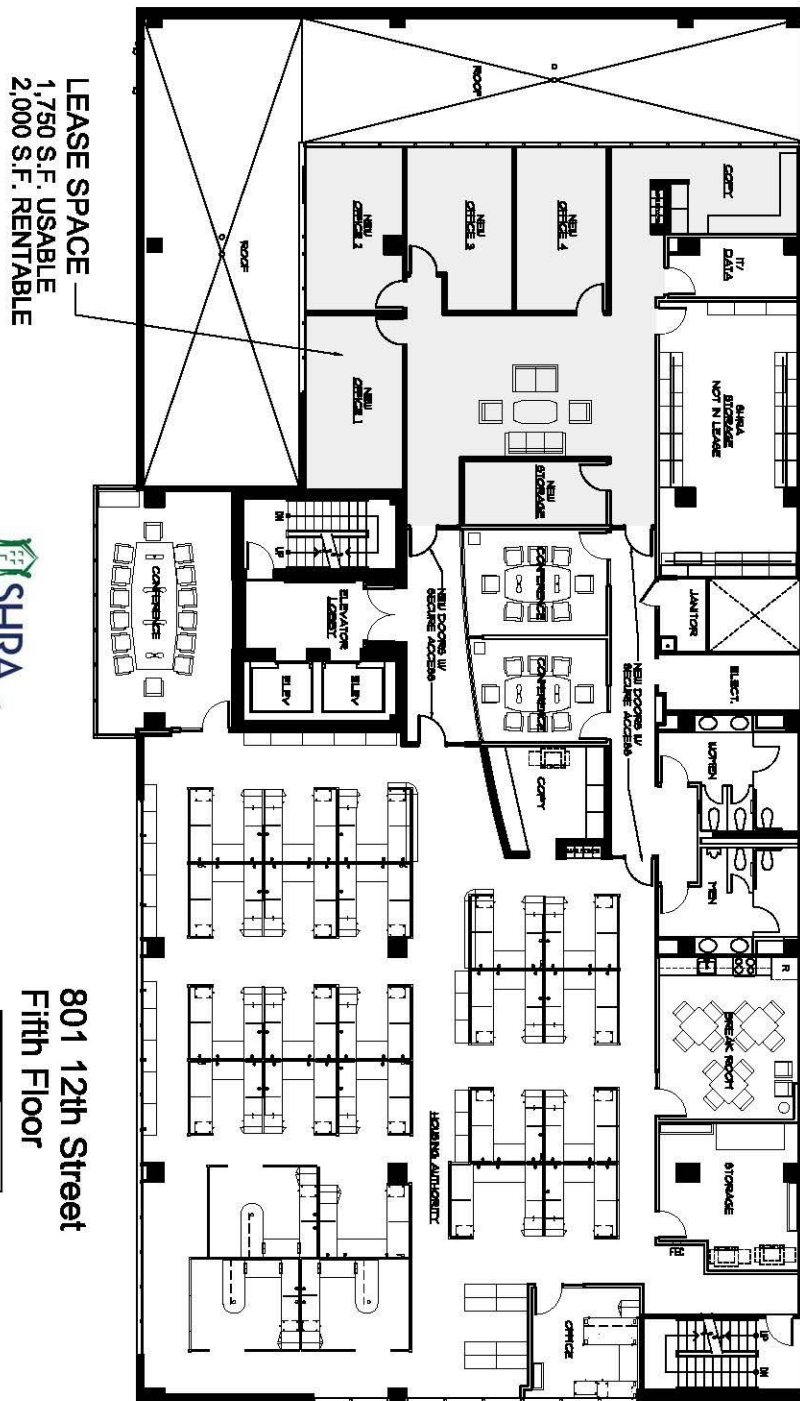 ROOF
COPY
IT/
DATA
NEW
OFFICE 4
NEW
OFFICE 3
NEW
OFFICE 2
ROOF
NEW
OFFICE 1
SHRA
STORAGE
NOT IN LEASE
NEW
STORAGE
LEASE SPACE
1,750 S.F. USABLE
2,000 S.F. RENTABLE
JANITOR
ELECT.
NEW DOORS W/
SECURE ACCESS
CONFERENCE
CONFERENCE
NEW DOORS W/
SECURE ACCESS
DN
UP
ELEVATOR
LOBBY
ELEV
ELEV
CONFERENCE
WOMEN
MEN
COPY
R
BREAK ROOM
STORAGE
FEC
HOUSING AUTHORITY
OFFICE
UP
DN
SHRA
801 12th Street
Fifth Floor